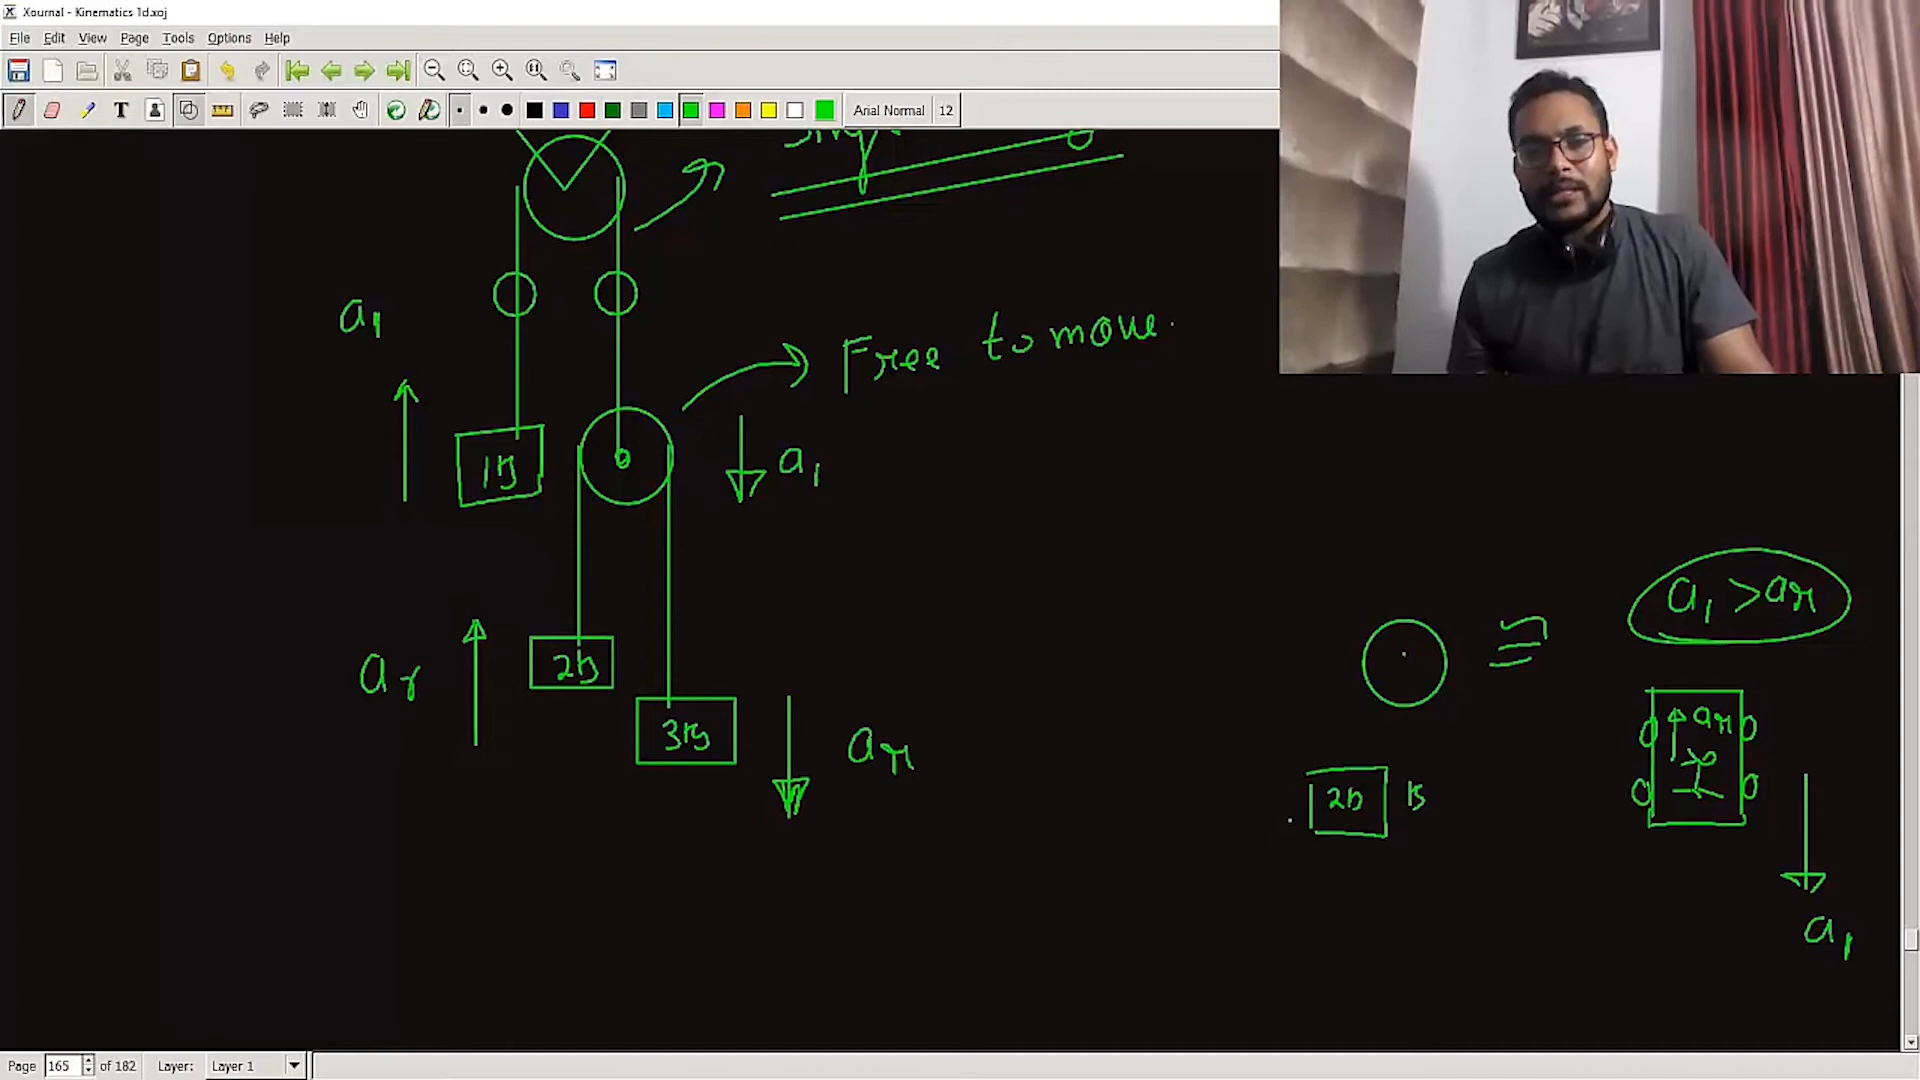 Xournal - Kinematics 1d.xoj
File Edit View Page Tools Options Help
Arial Normal 12
a₁
Free to move.
1kg
a₁
a₁ > ar
ar
2kg
3kg
ar
ar
2kg
a₁
Page 165 of 182 Layer: Layer 1